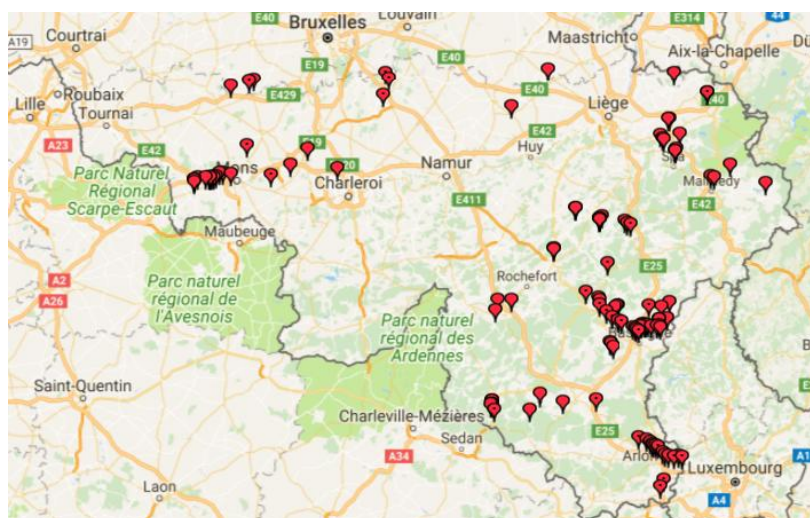 E40
Bruxelles
Louvain
E314
44
Maastricht
A19
Courtrai
E19
E40
Aix-la-Chapelle
Lille
Roubaix
Tournai
E429
E40
Liège
E40
A23
E42
E19
E42
Huy
Spa
Parc Naturel
Régional
Scarpe-Escaut
Mons
E420
Charleroi
Namur
E411
Malmedy
E42
Maubeuge
A2
A26
Parc naturel
régional de
l'Avesnois
Rochefort
E25
Parc naturel
régional des
Ardennes
Saint-Quentin
Charleville-Mézières
Sedan
A34
E25
Arlon
Luxembourg
Laon
A4